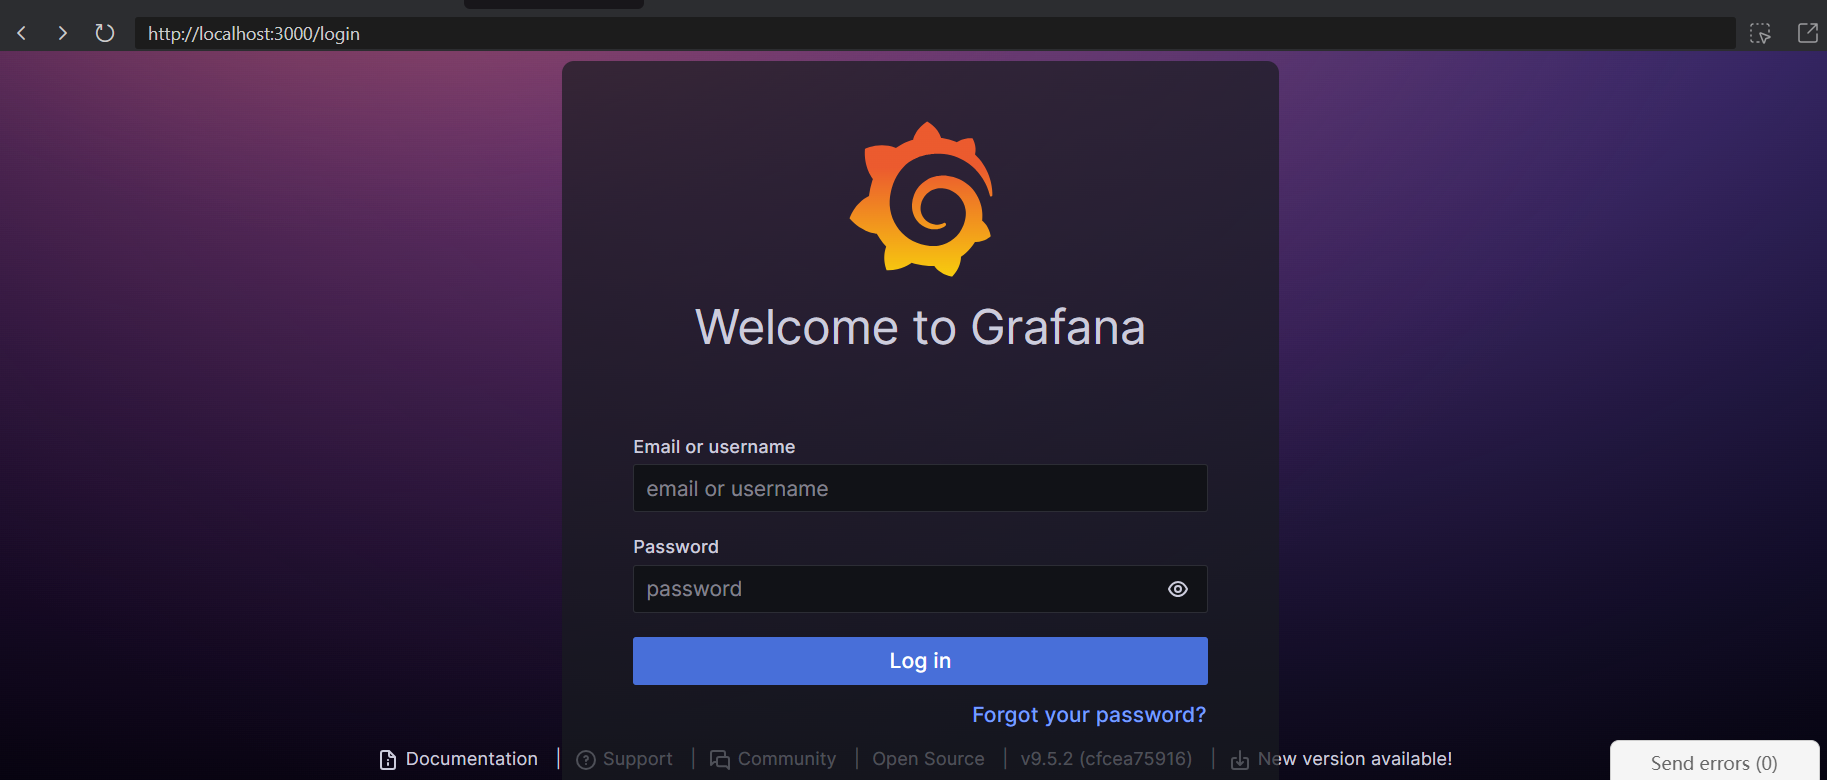 http://localhost:3000/login
Welcome to Grafana
Email or username
email or username
Password
password
Log in
Forgot your password?
Documentation | Support | Community | Open Source | v9.5.2 (cfcea75916) | New version available!
Send errors (0)